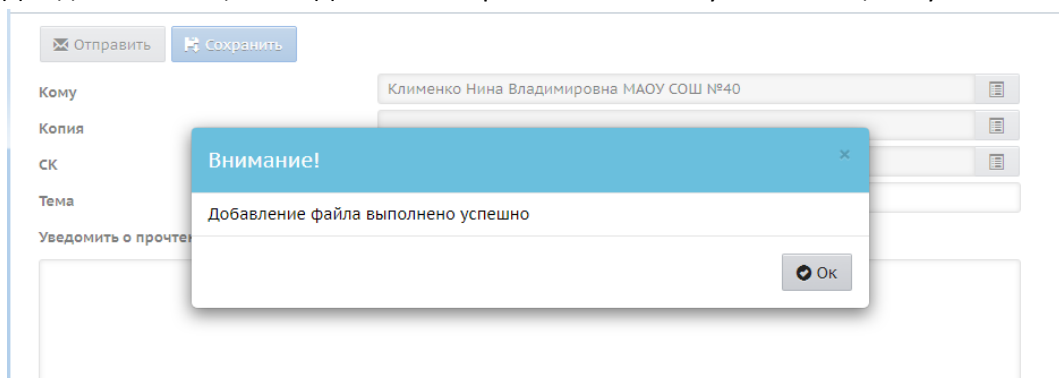 Отправить Сохранить
Кому Клименко Нина Владимировна МАОУ СОШ №40
Копия
СК
Тема
Уведомить о
Внимание! ×
Добавление файла выполнено успешно
Ок